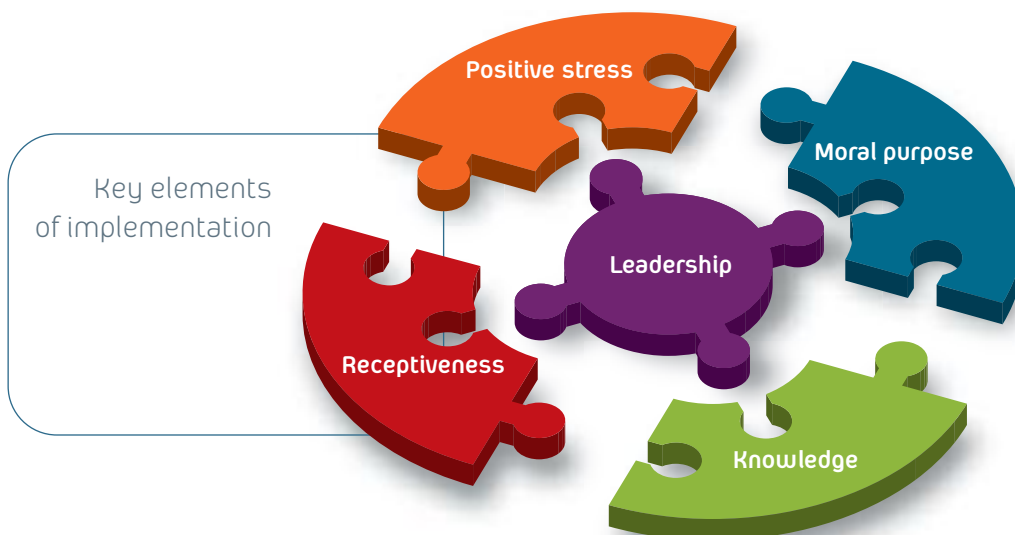 Key elements
of implementation
Positive stress
Moral purpose
Leadership
Receptiveness
Knowledge